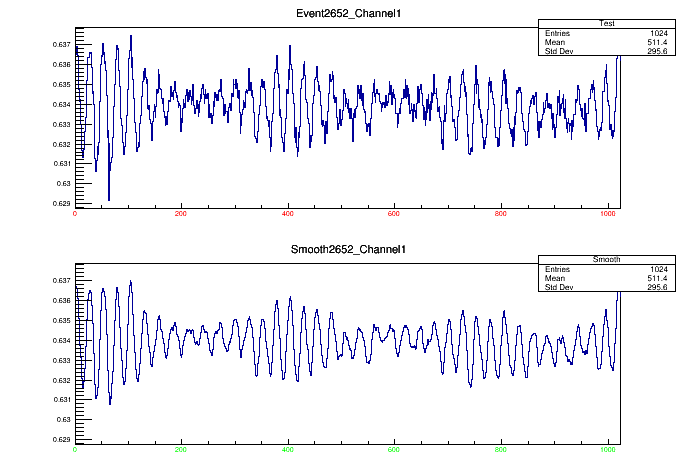 Event2652_Channel1
Test
Entries 1024
Mean 511.4
Std Dev 295.6
0.637
0.636
0.635
0.634
0.633
0.632
0.631
0.63
0.629
0 200 400 600 800 1000
Smooth2652_Channel1
Smooth
Entries 1024
Mean 511.4
Std Dev 295.6
0.637
0.636
0.635
0.634
0.633
0.632
0.631
0.63
0.629
0 200 400 600 800 1000